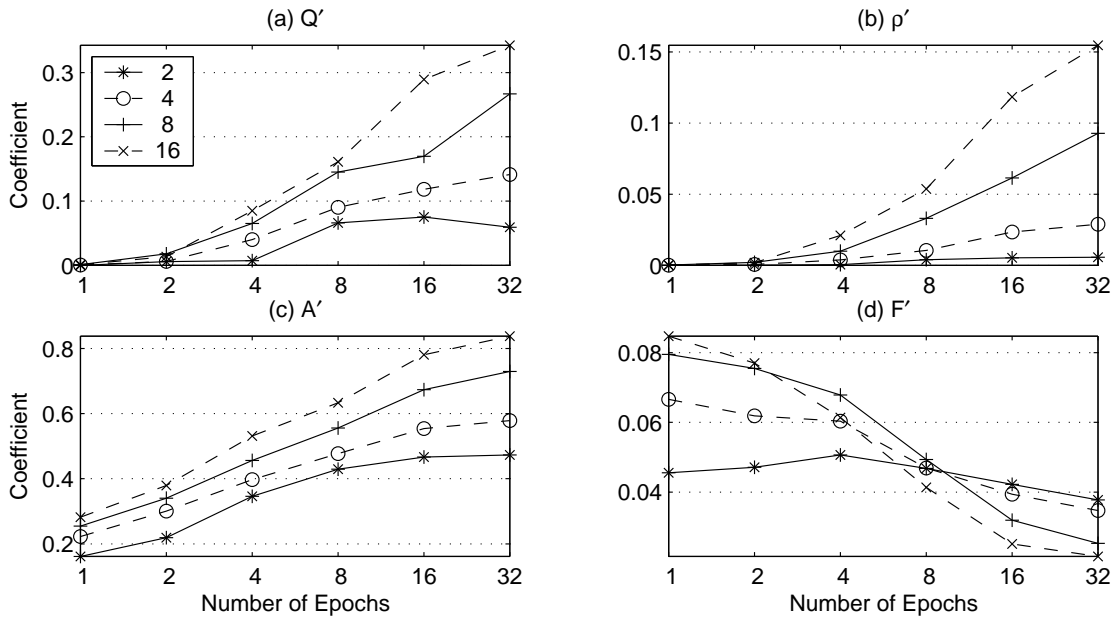 (a) Q′
Coefficient
0.3
0.2
0.1
0
2
4
8
16
1 2 4 8 16 32
(b) ρ′
0.15
0.1
0.05
0
1 2 4 8 16 32
(c) A′
Coefficient
0.8
0.6
0.4
0.2
1 2 4 8 16 32
Number of Epochs
(d) F′
0.08
0.06
0.04
1 2 4 8 16 32
Number of Epochs